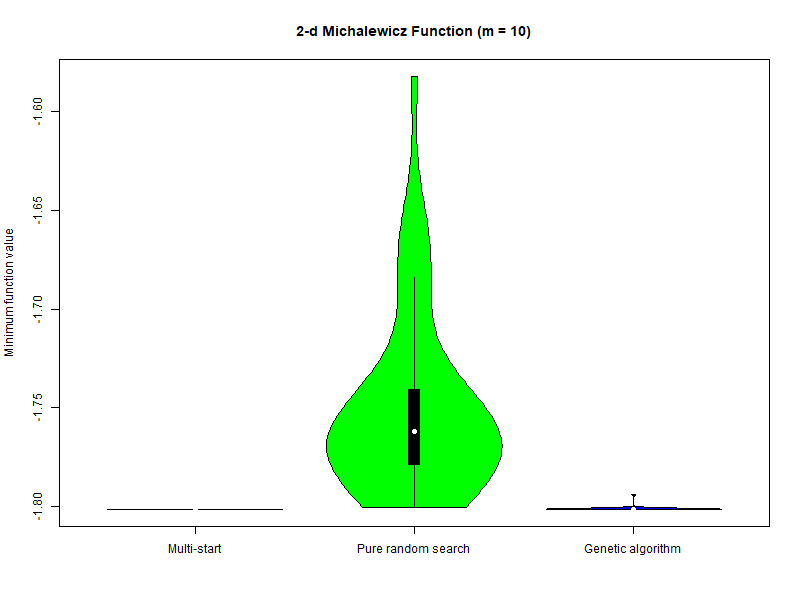 2-d Michalewicz Function (m = 10)
Minimum function value
-1.60
-1.65
-1.70
-1.75
-1.80
Multi-start
Pure random search
Genetic algorithm